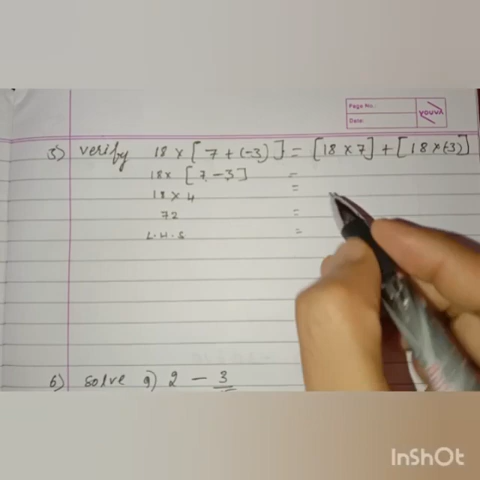 Page No.:
Date:
YOUVA
5) verify 18 × [ 7 + (-3) ] = [18 × 7] + [18 × (-3)]
18 × [ 7 - 3 ] =
18 × 4 =
72 =
L.H.S =
6) solve a) 2 - 3
InShOt